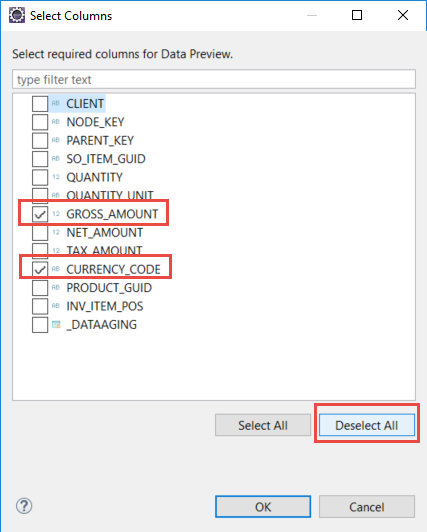 Select Columns
Select required columns for Data Preview.
type filter text
AB CLIENT
AB NODE_KEY
AB PARENT_KEY
AB SO_ITEM_GUID
12 QUANTITY
AB QUANTITY_UNIT
12 GROSS_AMOUNT
12 NET_AMOUNT
12 TAX_AMOUNT
AB CURRENCY_CODE
AB PRODUCT_GUID
AB INV_ITEM_POS
_DATAAGING
Select All Deselect All
? OK Cancel